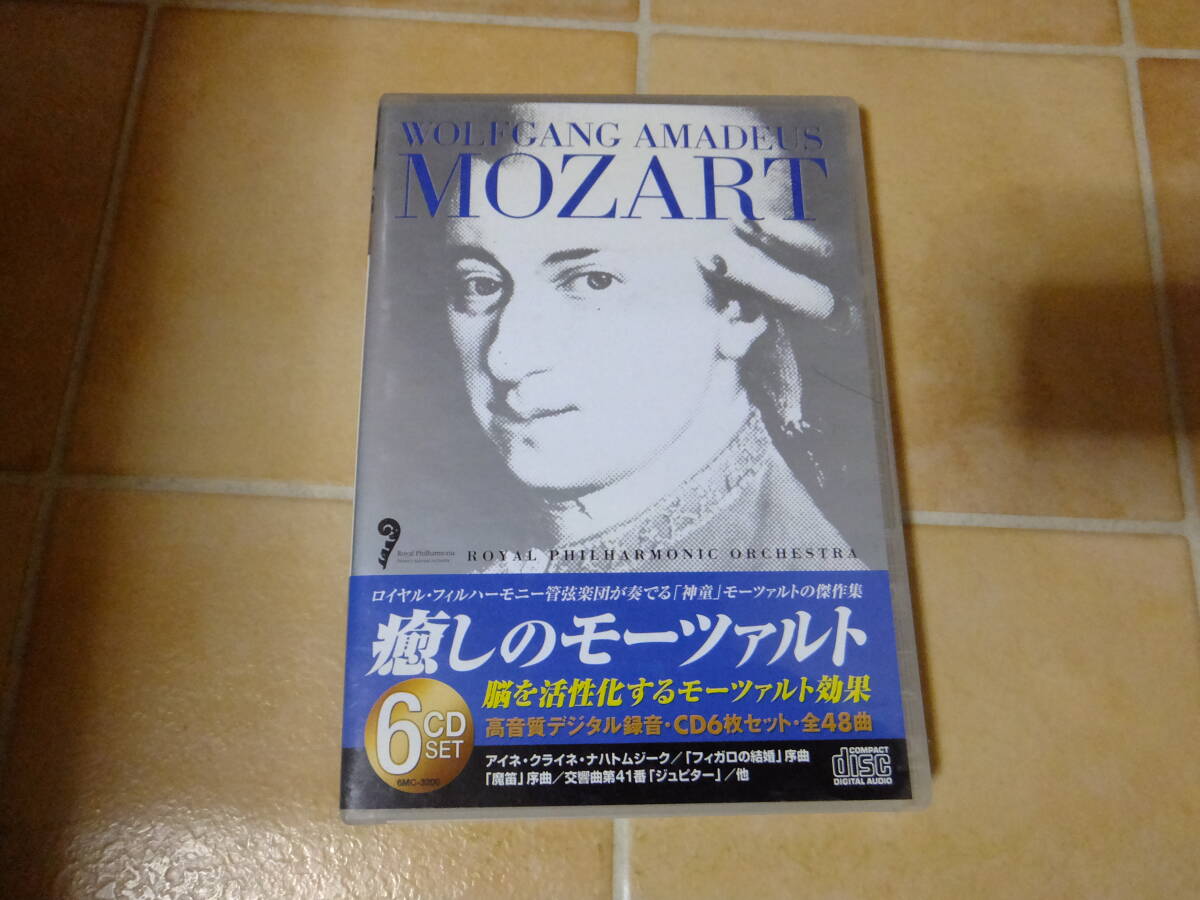 WOLFGANG AMADEUS
MOZART
Royal Philharmonic
ROYAL PHILHARMONIC ORCHESTRA
ロイヤル・フィルハーモニー管弦楽団が奏でる「神童」モーツァルトの傑作集
癒しのモーツァルト
脳を活性化するモーツァルト効果
高音質デジタル録音・CD6枚セット・全48曲
6 CD
SET
6MC-3200
アイネ・クライネ・ナハトムジーク／「フィガロの結婚」序曲
「魔笛」序曲／交響曲第41番「ジュピター」／他
COMPACT
disc
DIGITAL AUDIO